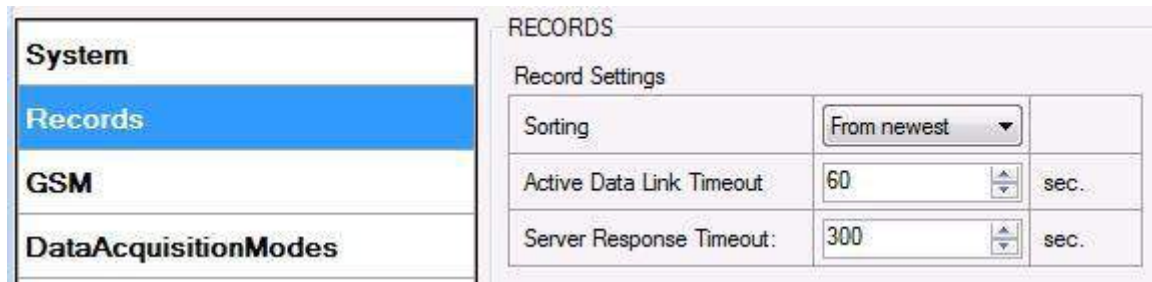 System
Records
GSM
DataAcquisitionModes
RECORDS
Record Settings
Sorting From newest
Active Data Link Timeout 60 sec.
Server Response Timeout: 300 sec.